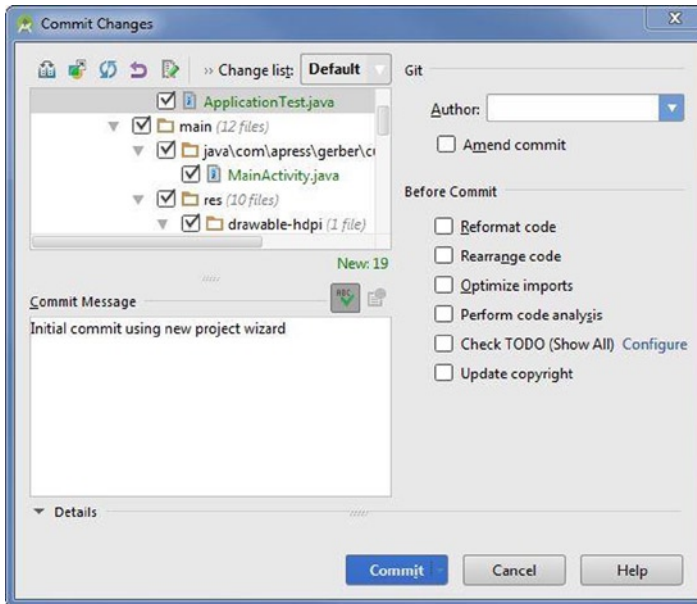 Commit Changes
» Change list: Default
ApplicationTest.java
main (12 files)
java\com\apress\gerber\c
MainActivity.java
res (10 files)
drawable-hdpi (1 file)
New: 19
Commit Message
ABC
Initial commit using new project wizard
Details
Git
Author:
Amend commit
Before Commit
Reformat code
Rearrange code
Optimize imports
Perform code analysis
Check TODO (Show All) Configure
Update copyright
Commit
Cancel
Help